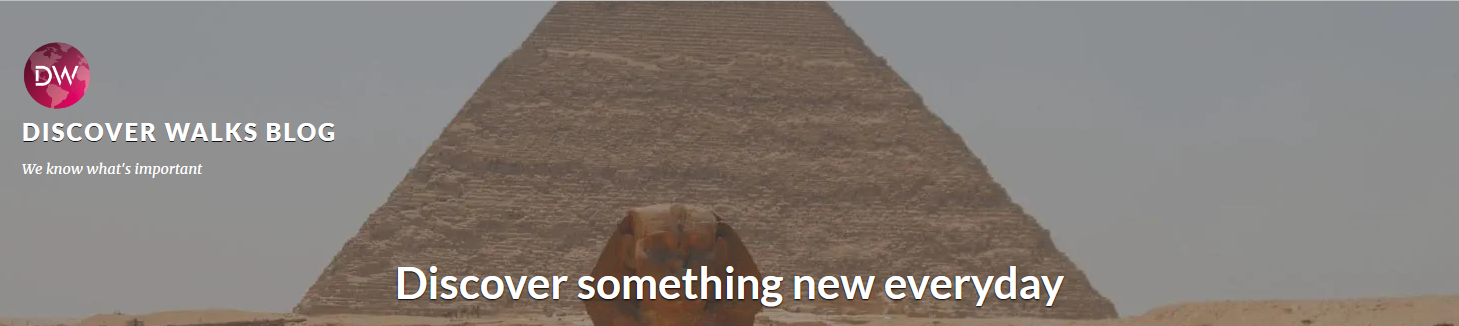 DW
DISCOVER WALKS BLOG
We know what's important
Discover something new everyday